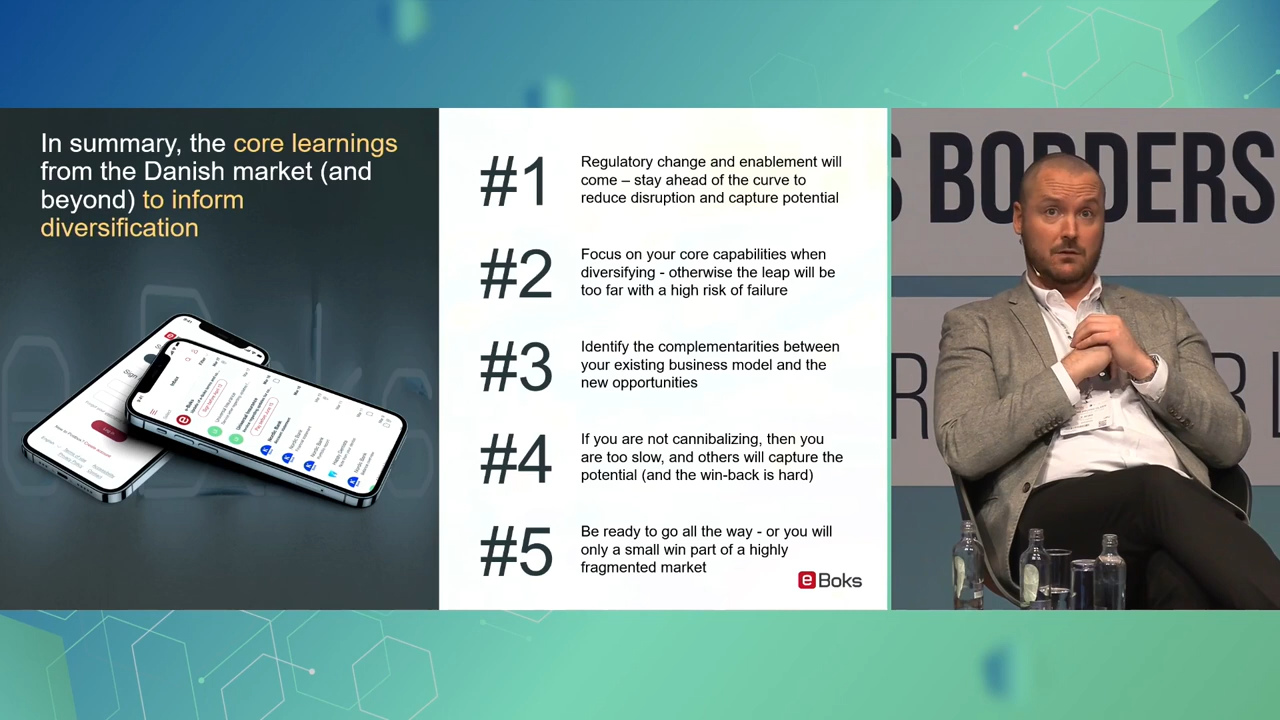 In summary, the core learnings
from the Danish market (and
beyond) to inform
diversification
#1
Regulatory change and enablement will
come – stay ahead of the curve to
reduce disruption and capture potential
#2
Focus on your core capabilities when
diversifying - otherwise the leap will be
too far with a high risk of failure
#3
Identify the complementarities between
your existing business model and the
new opportunities
#4
If you are not cannibalizing, then you
are too slow, and others will capture the
potential (and the win-back is hard)
#5
Be ready to go all the way - or you will
only a small win part of a highly
fragmented market
e Boks
S BORDERS
Inbox
Log in